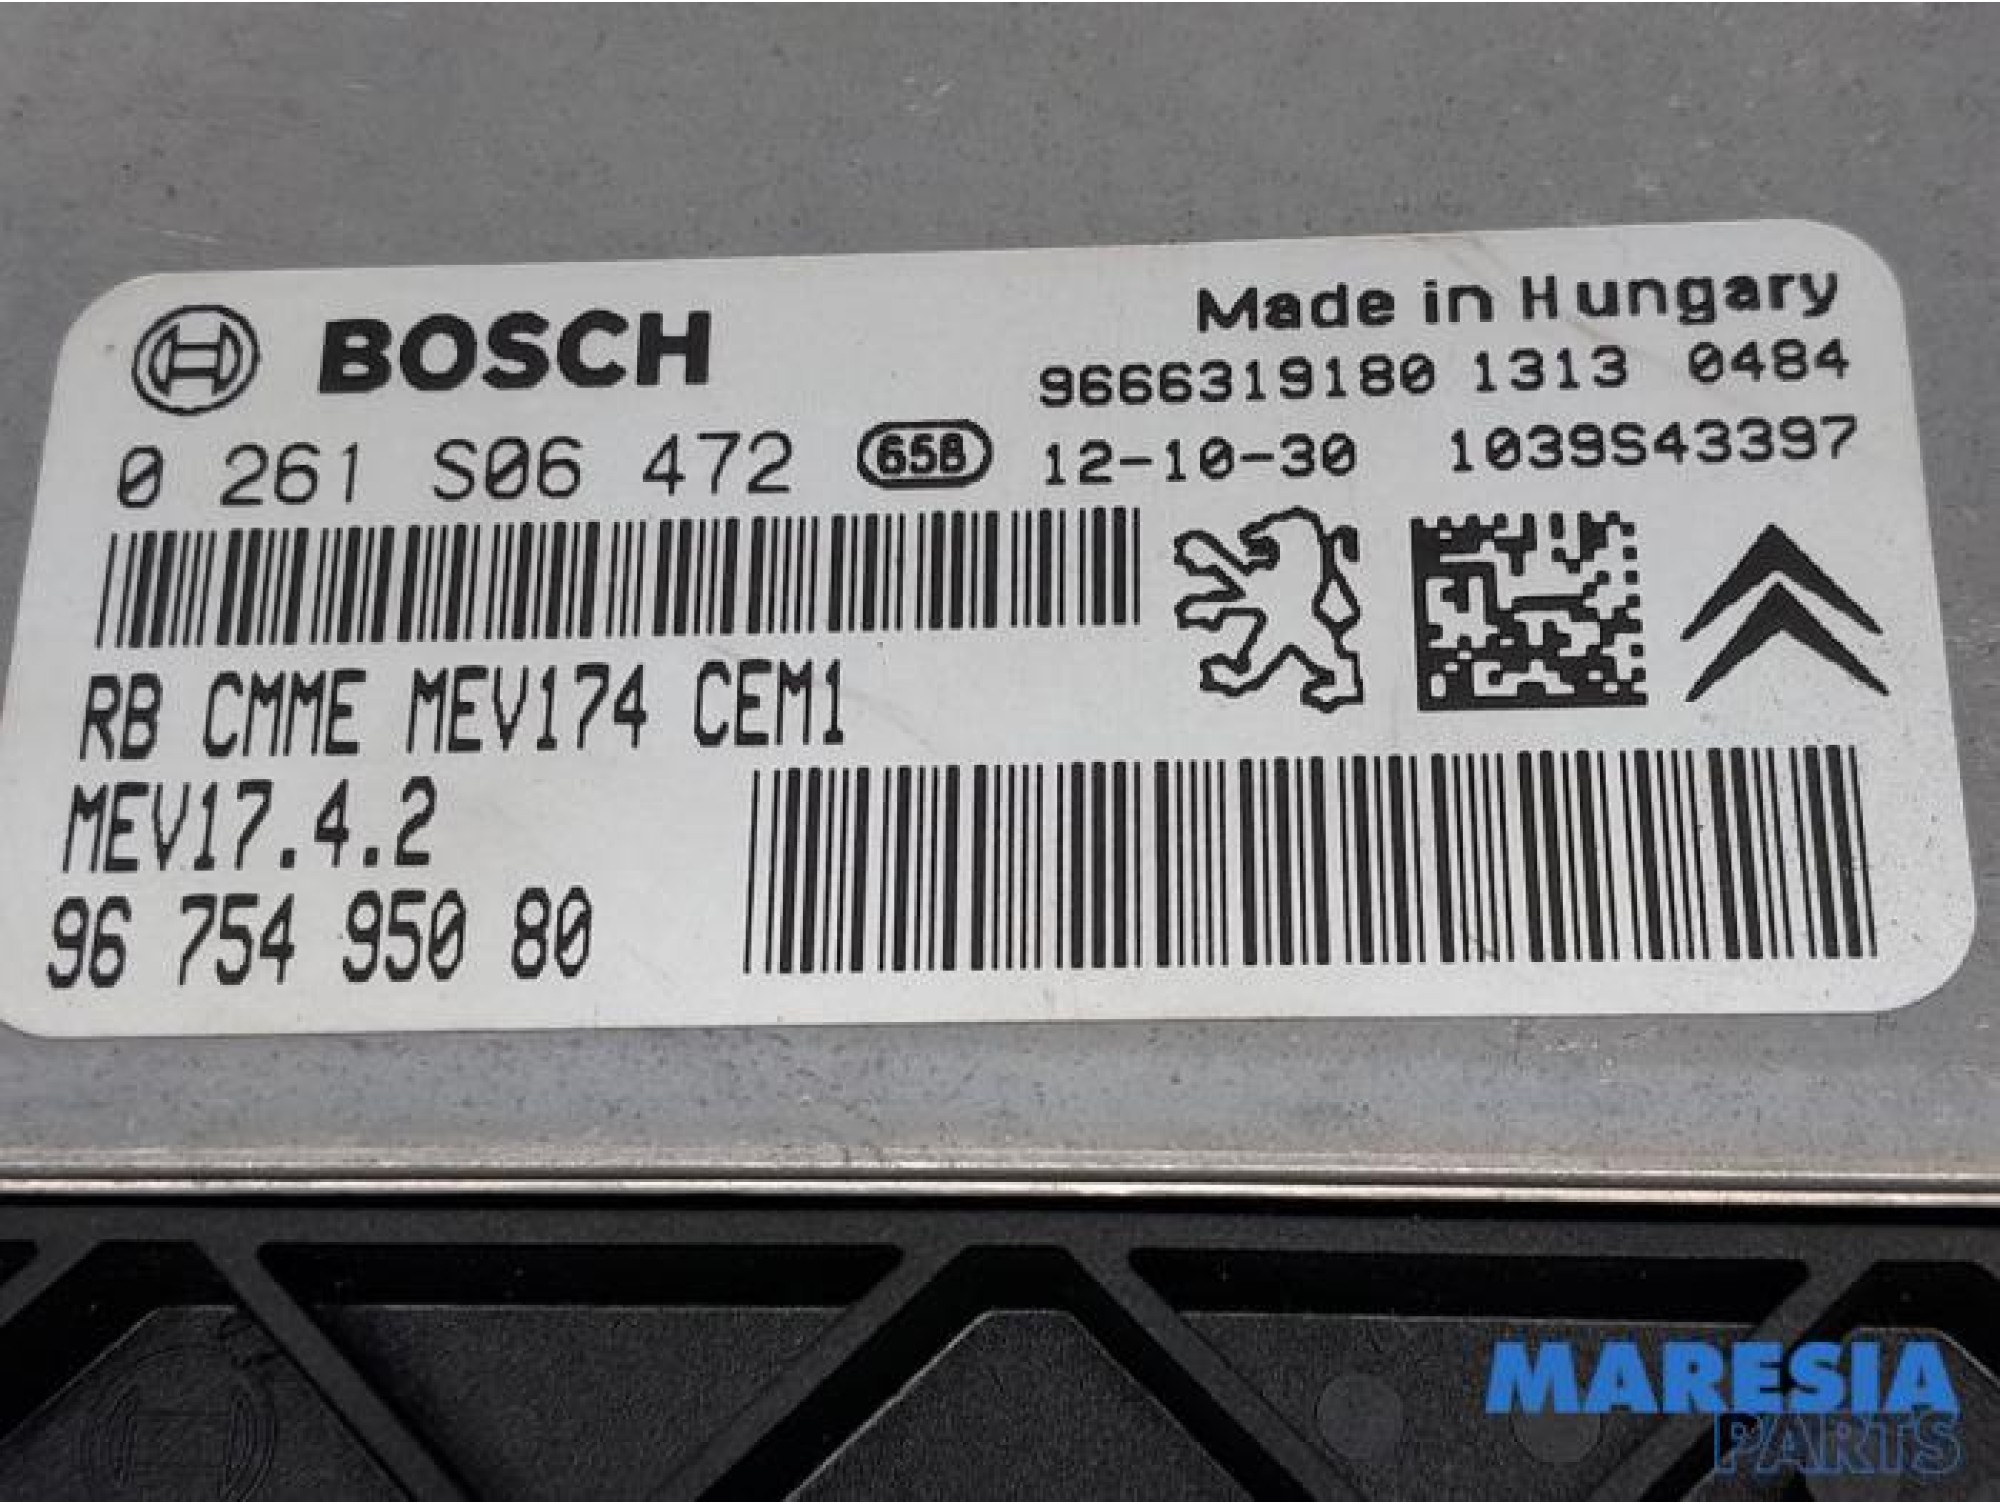 BOSCH
Made in Hungary
9666319180 1313 0484
0 261 S06 472 65B 12-10-30 1039S43397
RB CMME MEV174 CEM1
MEV17.4.2
96 754 950 80
MARESIA
PARTS